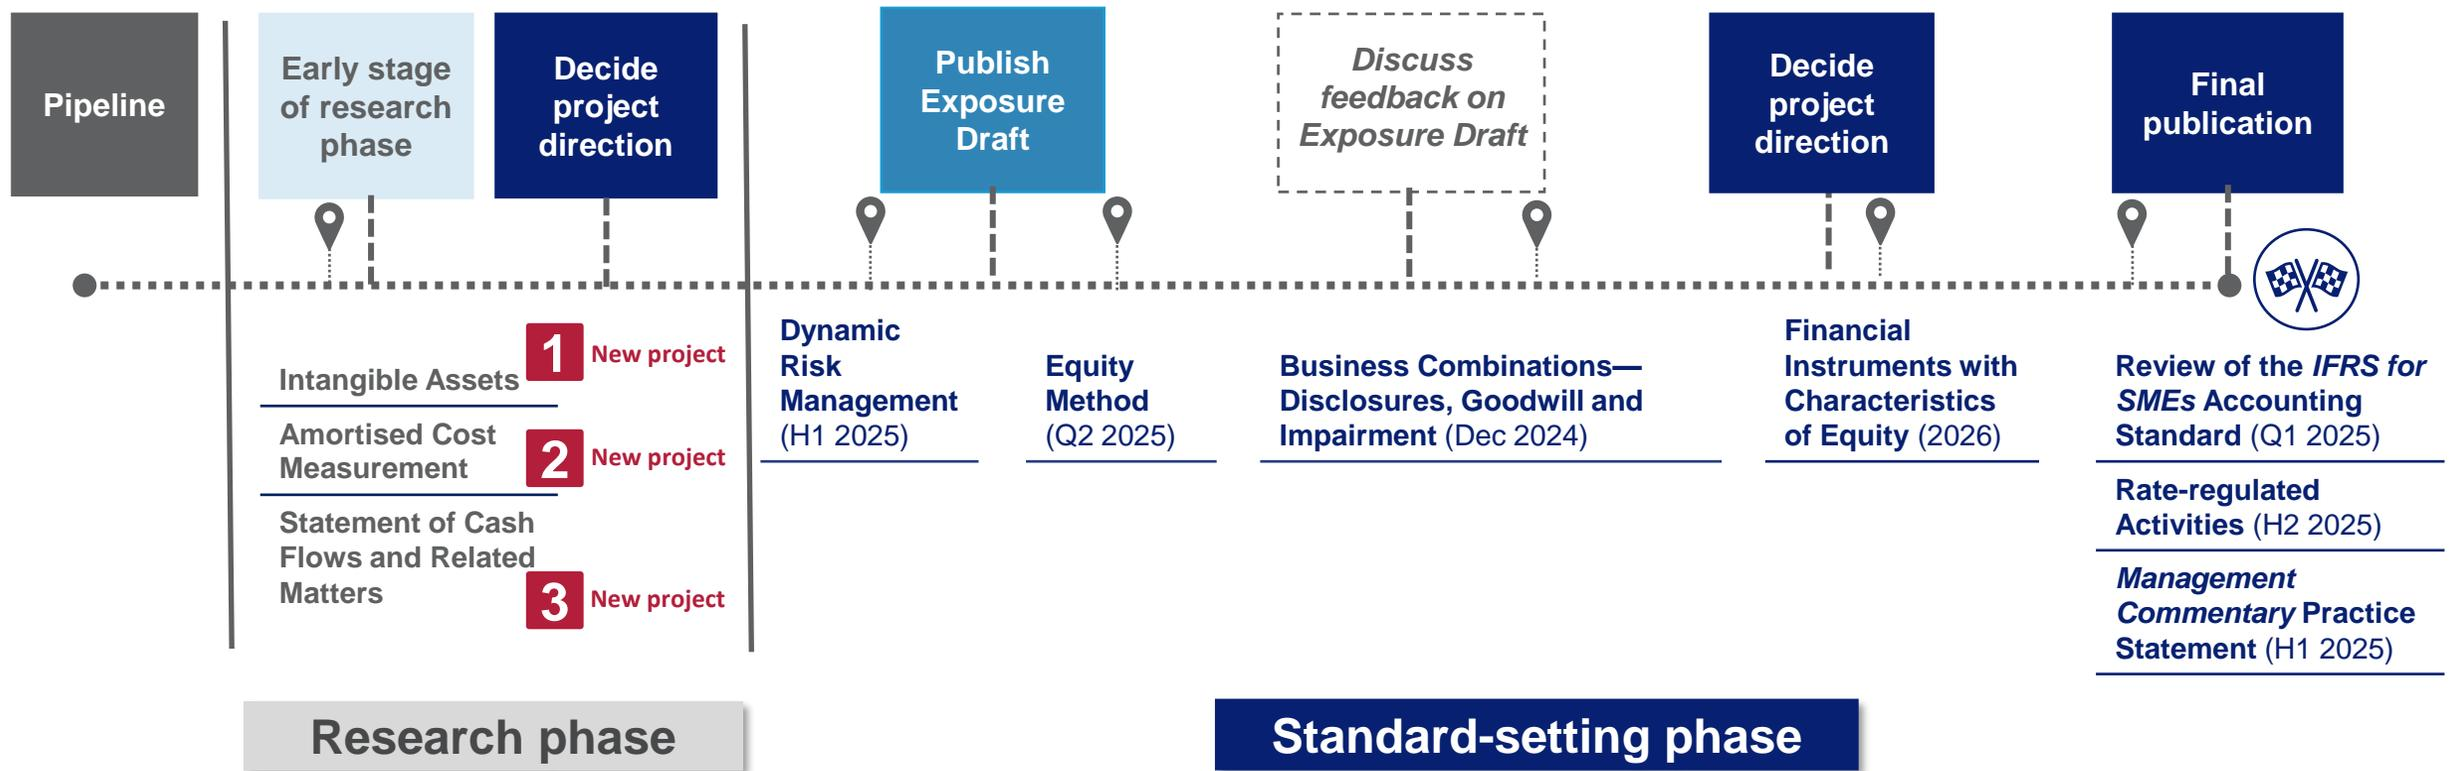 Pipeline
Early stage
of research
phase
Decide
project
direction
Publish
Exposure
Draft
Discuss
feedback on
Exposure Draft
Decide
project
direction
Final
publication
Intangible Assets
1 New project
Amortised Cost
Measurement
2 New project
Statement of Cash
Flows and Related
Matters
3 New project
Dynamic
Risk
Management
(H1 2025)
Equity
Method
(Q2 2025)
Business Combinations—
Disclosures, Goodwill and
Impairment (Dec 2024)
Financial
Instruments with
Characteristics
of Equity (2026)
Review of the IFRS for
SMEs Accounting
Standard (Q1 2025)
Rate-regulated
Activities (H2 2025)
Management
Commentary Practice
Statement (H1 2025)
Research phase
Standard-setting phase